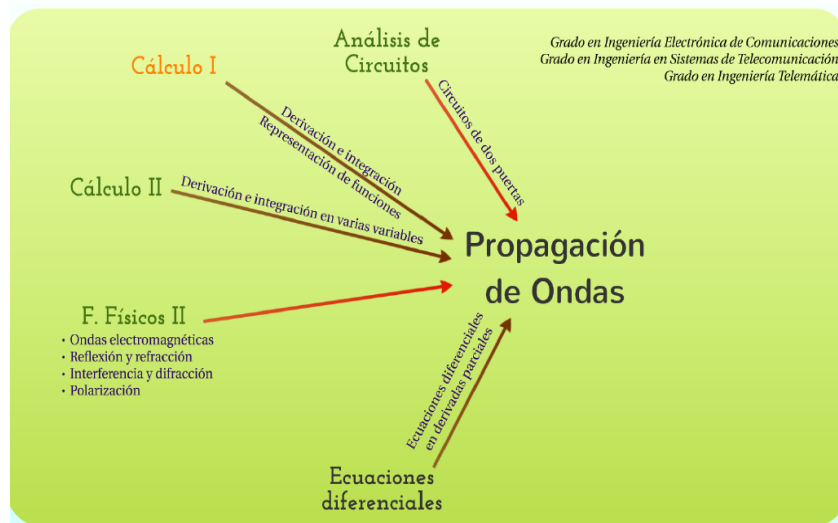 Grado en Ingeniería Electrónica de Comunicaciones
Grado en Ingeniería en Sistemas de Telecomunicación
Grado en Ingeniería Telemática
Análisis de
Circuitos
Cálculo I
Circuitos de dos puertas
Derivación e integración
Representación de funciones
Cálculo II
Derivación e integración en varias variables
Propagación
de Ondas
F. Físicos II
• Ondas electromagnéticas
• Reflexión y refracción
• Interferencia y difracción
• Polarización
Ecuaciones diferenciales
en derivadas parciales
Ecuaciones
diferenciales